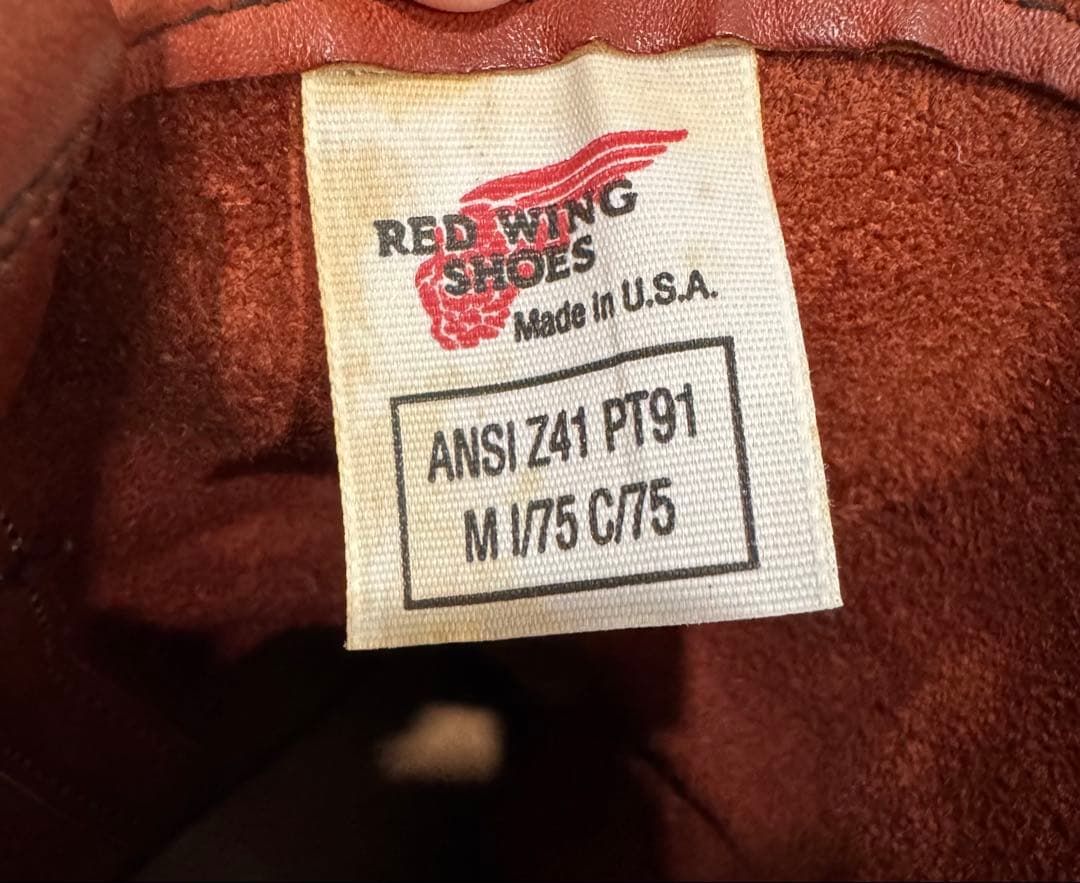 RED WING
SHOES
Made in U.S.A.
ANSI Z41 PT91
M I/75 C/75